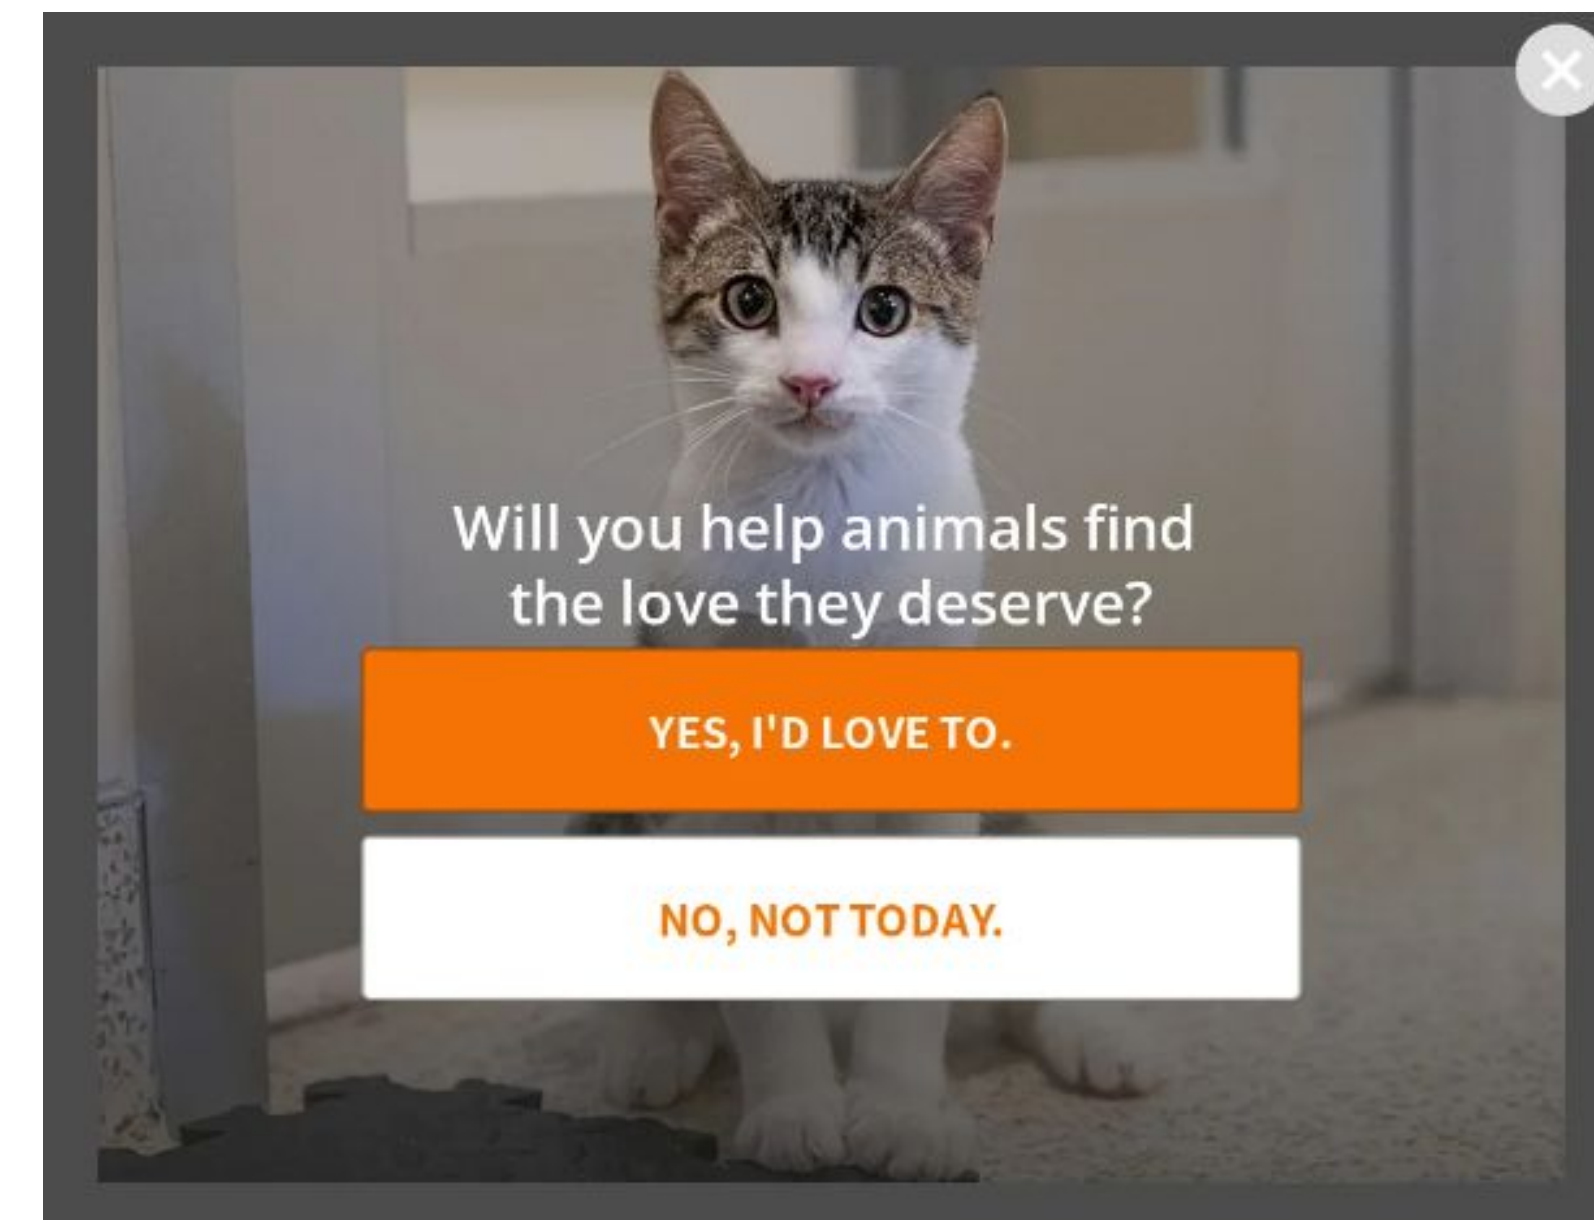 Will you help animals find
the love they deserve?
YES, I'D LOVE TO.
NO, NOT TODAY.